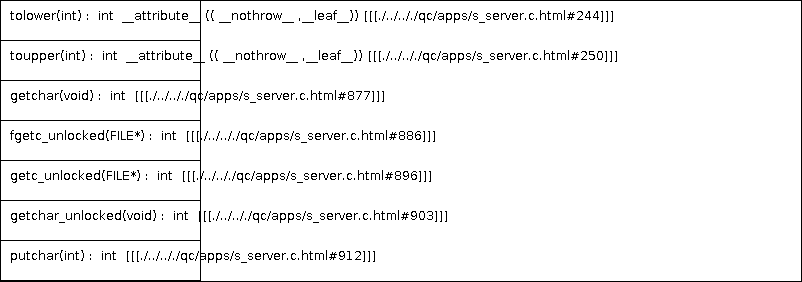 tolower(int) : int __attribute__ (( __nothrow__ ,__leaf__)) [[[./../.././qc/apps/s_server.c.html#244]]]
toupper(int) : int __attribute__ (( __nothrow__ ,__leaf__)) [[[./../.././qc/apps/s_server.c.html#250]]]
getchar(void) : int [[[./../.././qc/apps/s_server.c.html#877]]]
fgetc_unlocked(FILE*) : int [[[./../.././qc/apps/s_server.c.html#886]]]
getc_unlocked(FILE*) : int [[[./../.././qc/apps/s_server.c.html#896]]]
getchar_unlocked(void) : int [[[./../.././qc/apps/s_server.c.html#903]]]
putchar(int) : int [[[./../.././qc/apps/s_server.c.html#912]]]